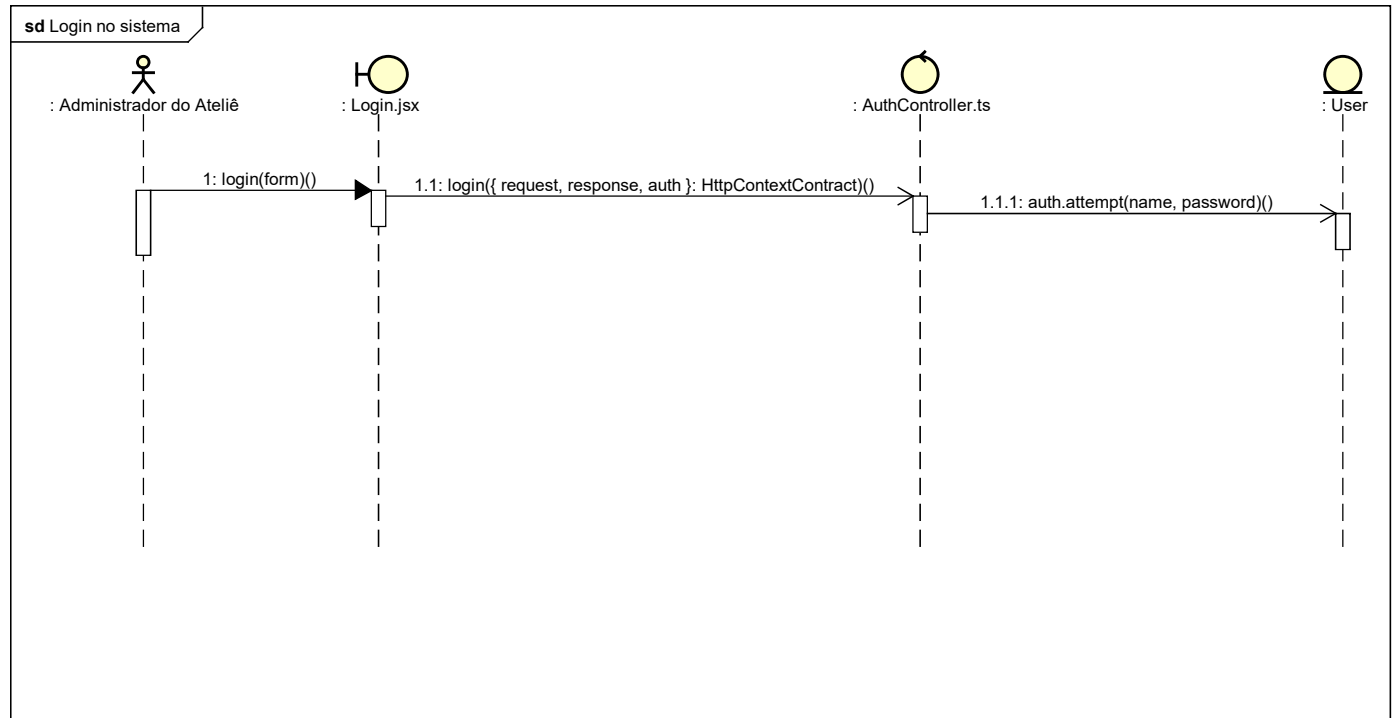 sd Login no sistema
: Administrador do Ateliê
: Login.jsx
: AuthController.ts
: User
1: login(form)()
1.1: login({ request, response, auth }: HttpContextContract)()
1.1.1: auth.attempt(name, password)()